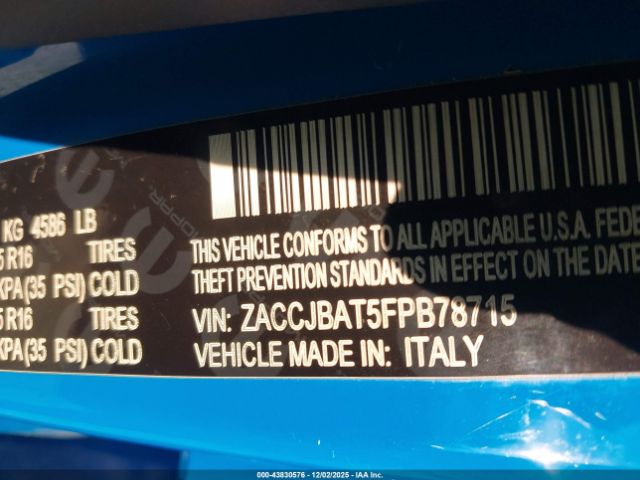 KG 4586 LB
5 R16 TIRES
KPA(35 PSI) COLD
5 R16 TIRES
KPA(35 PSI) COLD
MOPAR
THIS VEHICLE CONFORMS TO ALL APPLICABLE U.S.A. FEDE
THEFT PREVENTION STANDARDS IN EFFECT ON THE DATE
VIN: ZACCJBAT5FPB78715
VEHICLE MADE IN: ITALY
000-43830576 • 12/02/2025 • IAA Inc.